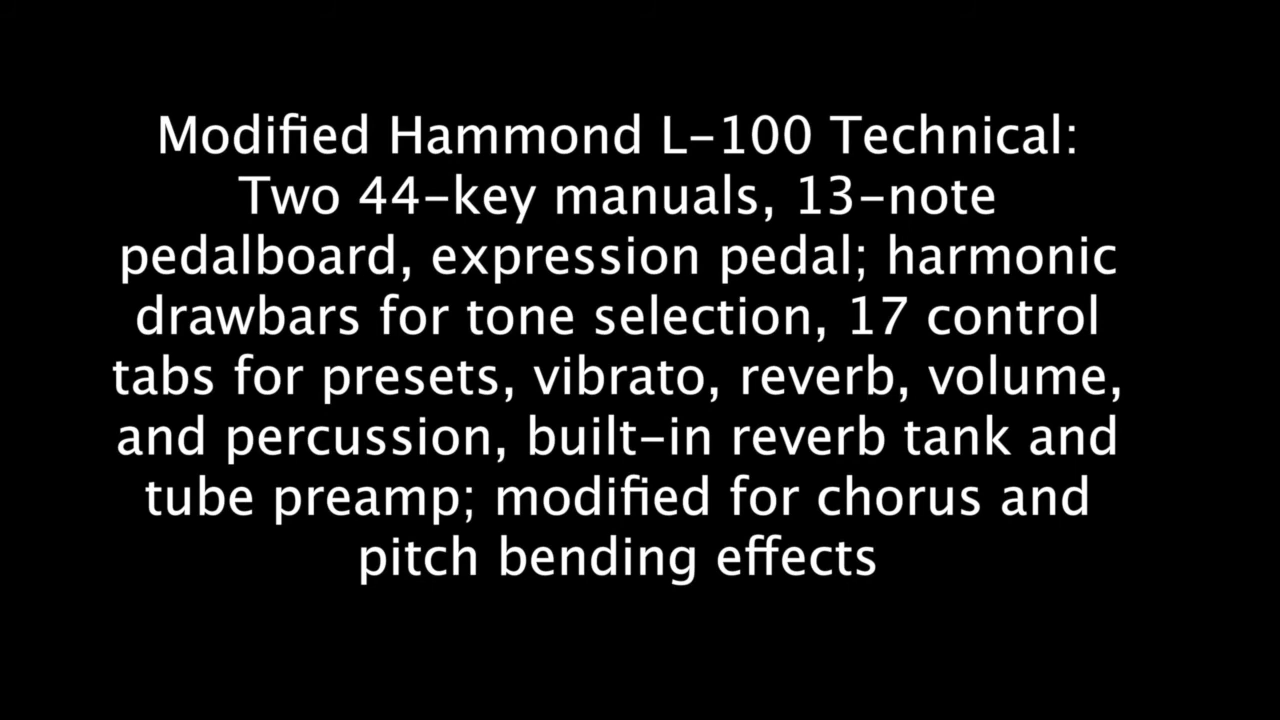 Modified Hammond L-100 Technical:
Two 44-key manuals, 13-note
pedalboard, expression pedal; harmonic
drawbars for tone selection, 17 control
tabs for presets, vibrato, reverb, volume,
and percussion, built-in reverb tank and
tube preamp; modified for chorus and
pitch bending effects